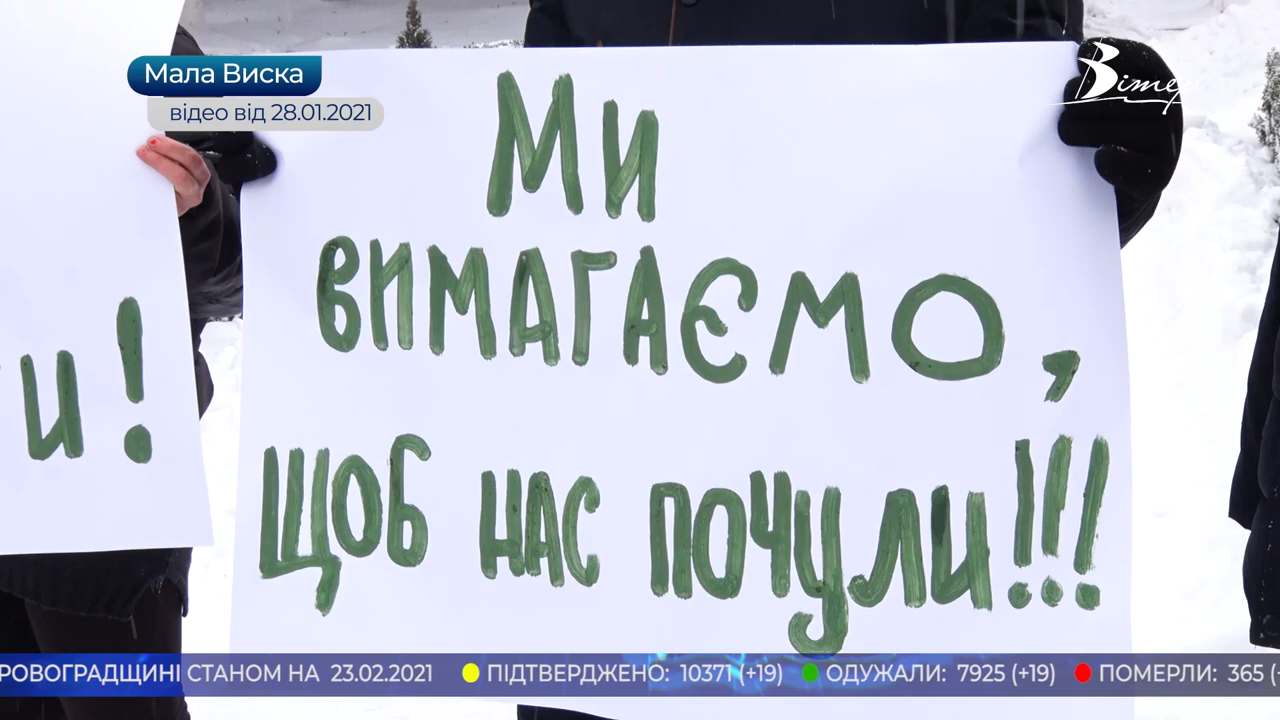 Мала Виска
відео від 28.01.2021
Вітер
Ми
вимагаємо,
щоб нас почули!!!
и!
РОВОГРАДЩИНІ СТАНОМ НА 23.02.2021 ПІДТВЕРДЖЕНО: 10371 (+19) ОДУЖАЛИ: 7925 (+19) ПОМЕРЛИ: 365 (+